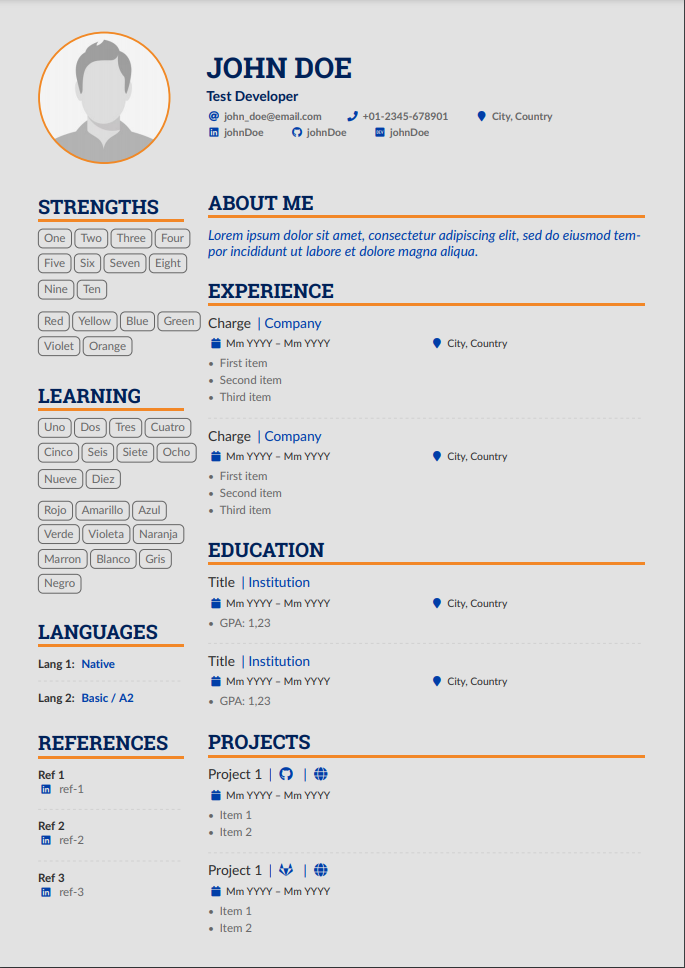 JOHN DOE
Test Developer
john_doe@email.com +01-2345-678901 City, Country
johnDoe johnDoe DEV johnDoe
STRENGTHS
One Two Three Four
Five Six Seven Eight
Nine Ten
Red Yellow Blue Green
Violet Orange
LEARNING
Uno Dos Tres Cuatro
Cinco Seis Siete Ocho
Nueve Diez
Rojo Amarillo Azul
Verde Violeta Naranja
Marron Blanco Gris
Negro
LANGUAGES
Lang 1: Native
Lang 2: Basic / A2
REFERENCES
Ref 1
ref-1
Ref 2
ref-2
Ref 3
ref-3
ABOUT ME
Lorem ipsum dolor sit amet, consectetur adipiscing elit, sed do eiusmod tem-
por incididunt ut labore et dolore magna aliqua.
EXPERIENCE
Charge | Company
Mm YYYY – Mm YYYY City, Country
• First item
• Second item
• Third item
Charge | Company
Mm YYYY – Mm YYYY City, Country
• First item
• Second item
• Third item
EDUCATION
Title | Institution
Mm YYYY – Mm YYYY City, Country
• GPA: 1,23
Title | Institution
Mm YYYY – Mm YYYY City, Country
• GPA: 1,23
PROJECTS
Project 1 | |
Mm YYYY – Mm YYYY
• Item 1
• Item 2
Project 1 | |
Mm YYYY – Mm YYYY
• Item 1
• Item 2